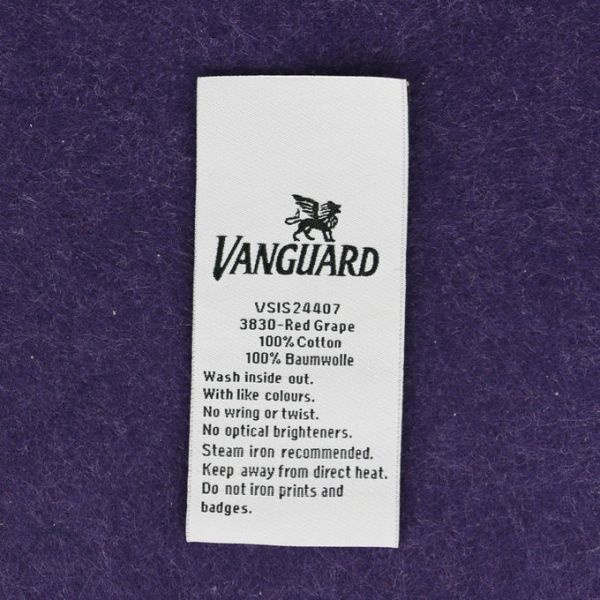 VANGUARD
VSIS24407
3830-Red Grape
100% Cotton
100% Baumwolle
Wash inside out.
With like colours.
No wring or twist.
No optical brighteners.
Steam iron recommended.
Keep away from direct heat.
Do not iron prints and
badges.